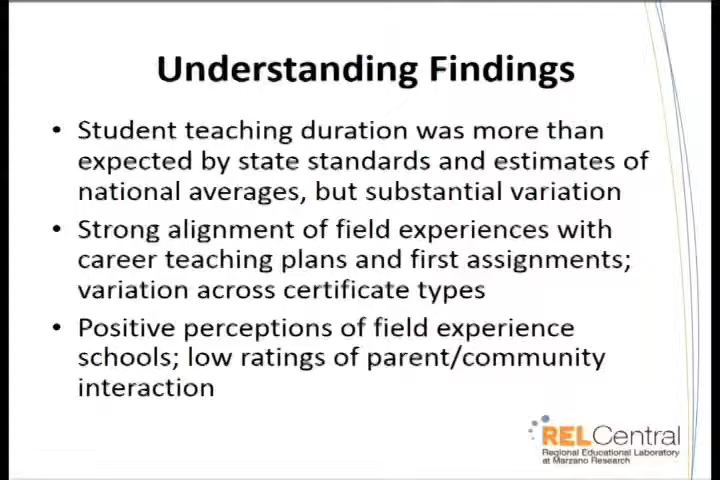 Understanding Findings
• Student teaching duration was more than
expected by state standards and estimates of
national averages, but substantial variation
• Strong alignment of field experiences with
career teaching plans and first assignments;
variation across certificate types
• Positive perceptions of field experience
schools; low ratings of parent/community
interaction
RELCentral
Regional Educational Laboratory
at Marzano Research